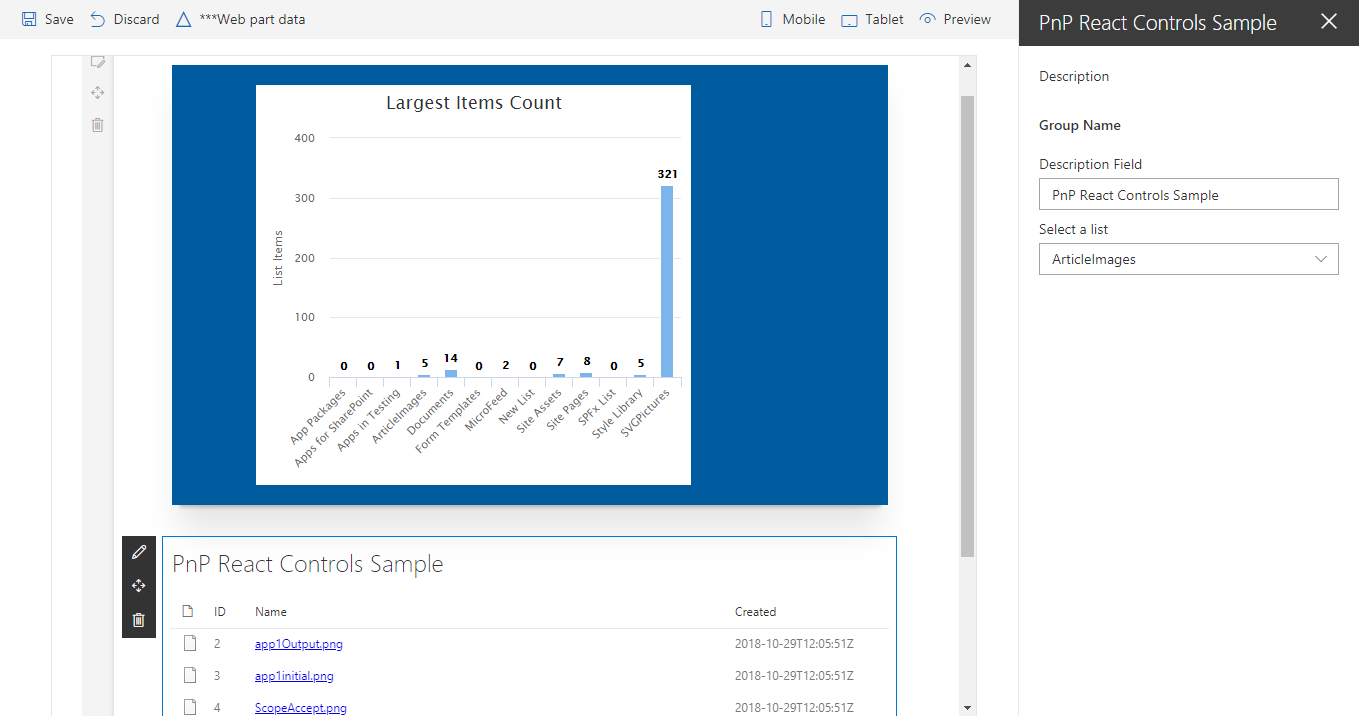 Save Discard ***Web part data Mobile Tablet Preview
PnP React Controls Sample
Description
Group Name
Description Field
PnP React Controls Sample
Select a list
ArticleImages
Largest Items Count
List Items
400
300
200
100
0
0 0 1 5 14 0 2 0 7 8 0 5 321
App Packages
Apps for SharePoint
Apps in Testing
ArticleImages
Documents
Form Templates
MicroFeed
New List
Site Assets
Site Pages
SPFx List
Style Library
SVGPictures
PnP React Controls Sample
ID Name Created
2 app1Output.png 2018-10-29T12:05:51Z
3 app1initial.png 2018-10-29T12:05:51Z
4 ScopeAccept.png 2018-10-29T12:05:51Z